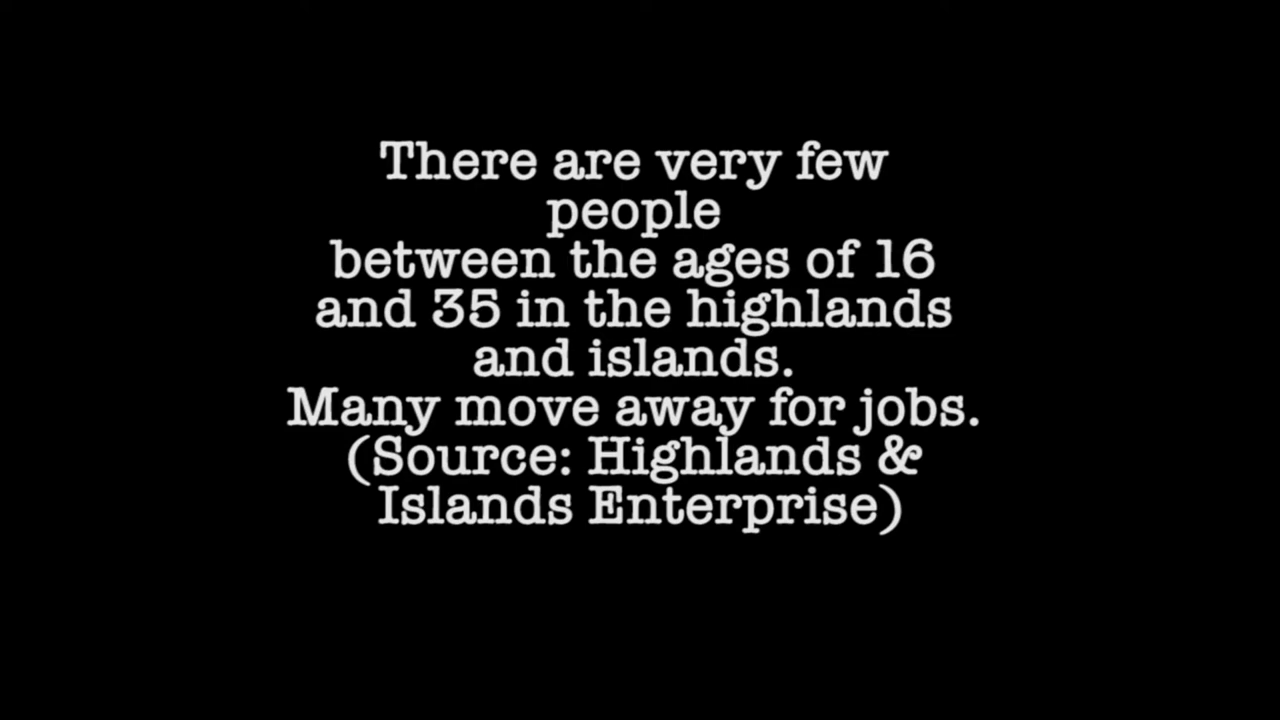 There are very few
people
between the ages of 16
and 35 in the highlands
and islands.
Many move away for jobs.
(Source: Highlands &
Islands Enterprise)